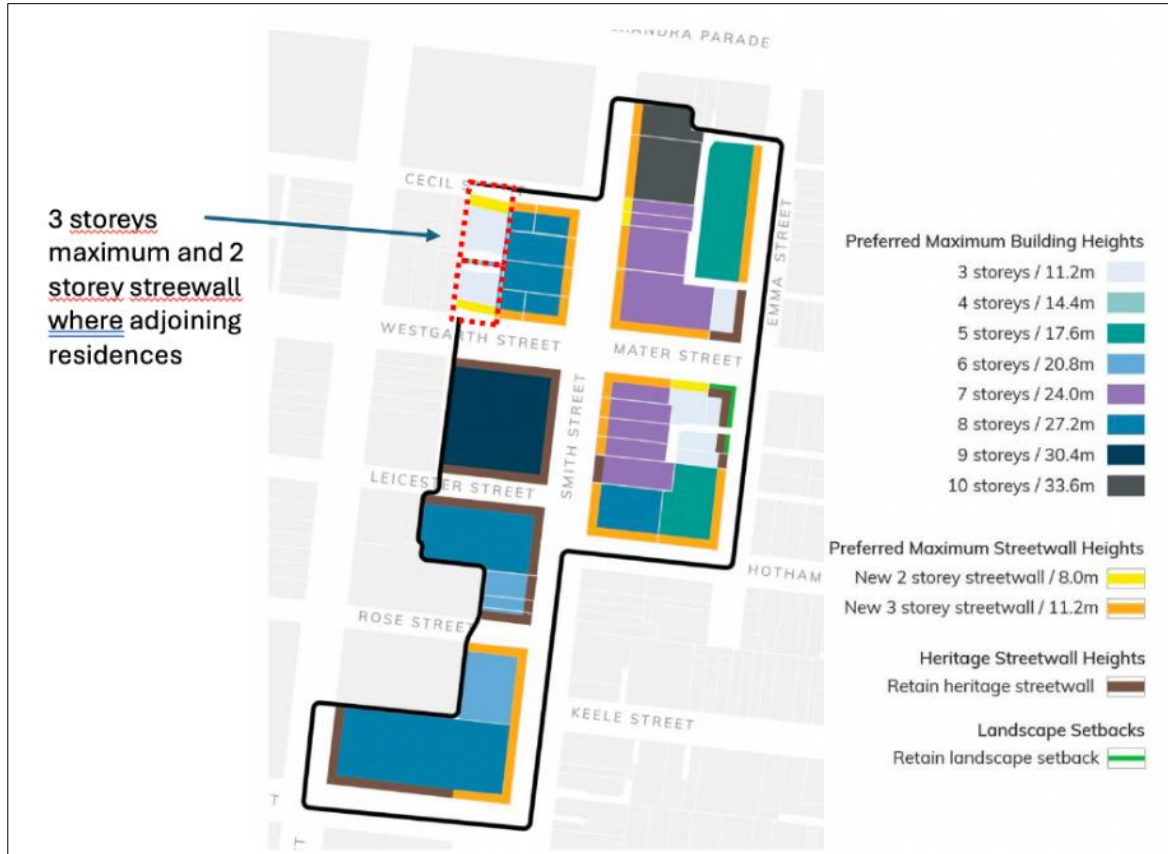 PARADE
CECIL
3 storeys
maximum and 2
storey streewall
where adjoining
residences
WESTGARTH STREET
MATER STREET
EMMA STREET
SMITH STREET
LEICESTER STREET
HOTHAM
ROSE STREET
KEELE STREET
T
T
Preferred Maximum Building Heights
3 storeys / 11.2m
4 storeys / 14.4m
5 storeys / 17.6m
6 storeys / 20.8m
7 storeys / 24.0m
8 storeys / 27.2m
9 storeys / 30.4m
10 storeys / 33.6m
Preferred Maximum Streetwall Heights
New 2 storey streetwall / 8.0m
New 3 storey streetwall / 11.2m
Heritage Streetwall Heights
Retain heritage streetwall
Landscape Setbacks
Retain landscape setback